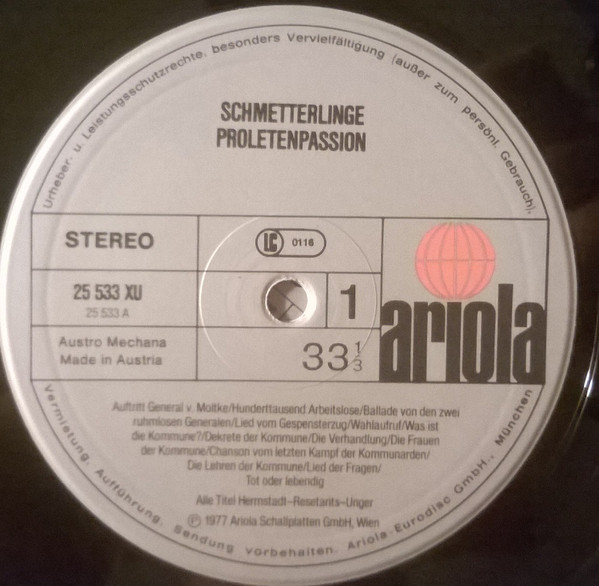 Urheber- u. Leistungsschutzrechte, besonders Vervielfältigung (außer zum persönl. Gebrauch),
SCHMETTERLINGE
PROLETENPASSION
STEREO
LC 0116
25 533 XU
25 533 A
1
ariola
Austro Mechana
Made in Austria
33 1/3
Auftritt General v. Moltke/Hunderttausend Arbeitslose/Ballade von den zwei
ruhmlosen Generalen/Lied vom Gespensterzug/Wahlaufruf/Was ist
die Kommune?/Dekrete der Kommune/Die Verhandlung/Die Frauen
der Kommune/Chanson vom letzten Kampf der Kommunarden/
Die Lehren der Kommune/Lied der Fragen/
Tot oder lebendig
Alle Titel Herrnstadt-Resetarits-Unger
Ⓟ 1977 Ariola Schallplatten GmbH, Wien
Vermietung, Aufführung, Sendung vorbehalten. Ariola-Eurodisc GmbH., München